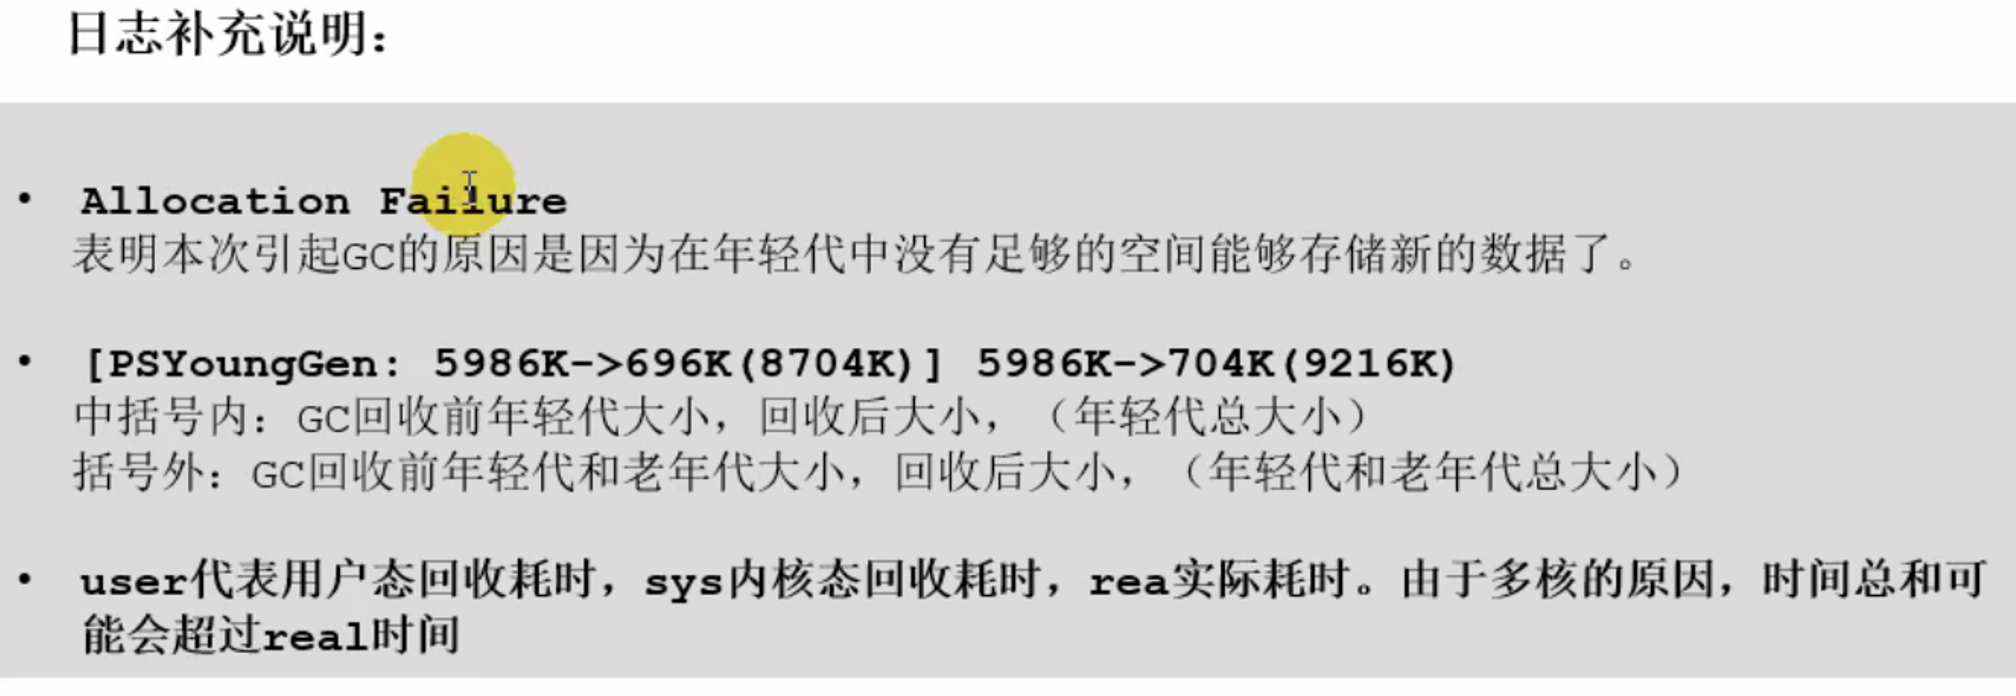 日志补充说明：
• Allocation Failure
表明本次引起GC的原因是因为在年轻代中没有足够的空间能够存储新的数据了。
• [PSYoungGen: 5986K->696K(8704K)] 5986K->704K(9216K)
中括号内：GC回收前年轻代大小，回收后大小，（年轻代总大小）
括号外：GC回收前年轻代和老年代大小，回收后大小，（年轻代和老年代总大小）
• user代表用户态回收耗时，sys内核态回收耗时，rea实际耗时。由于多核的原因，时间总和可
能会超过real时间